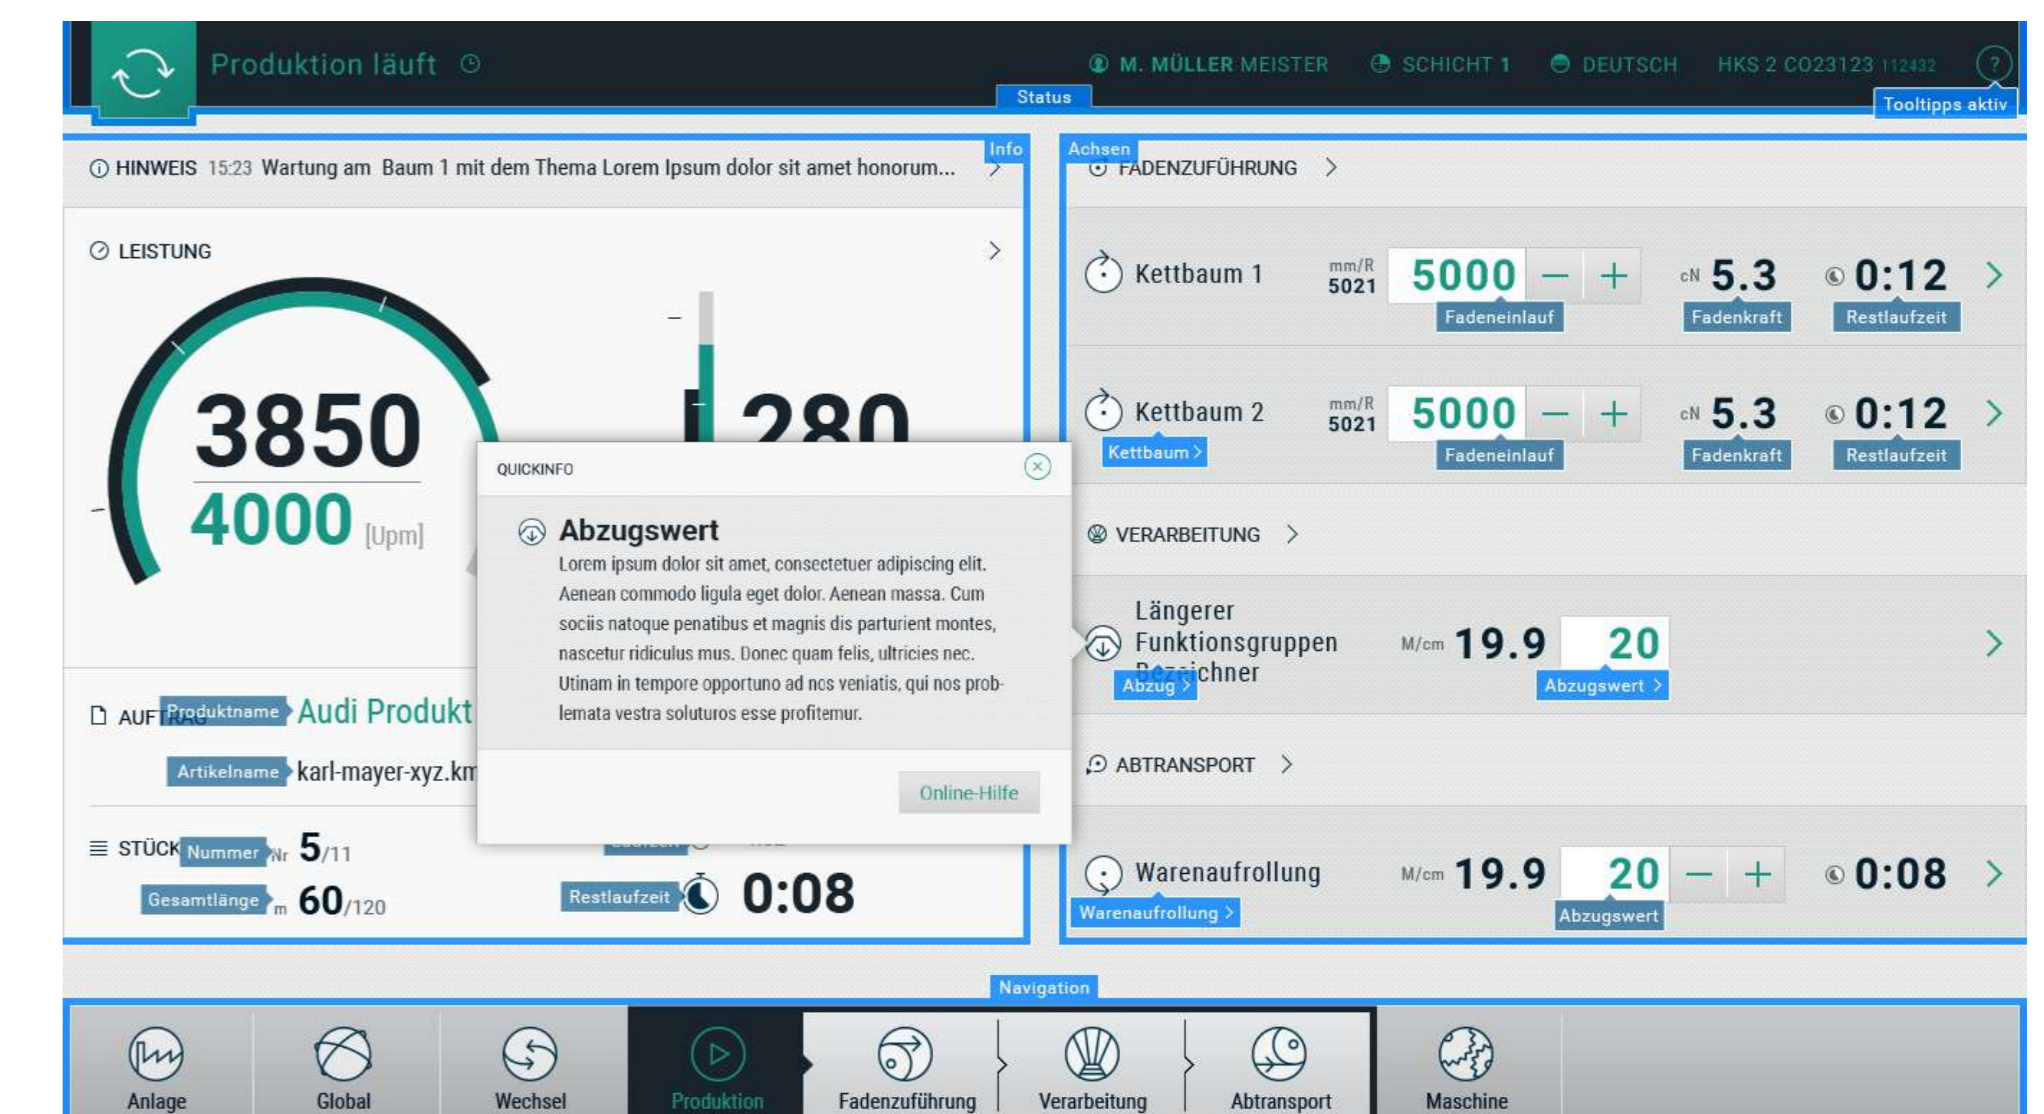 Produktion läuft
M. MÜLLER MEISTER
SCHICHT 1
DEUTSCH
HKS 2 CO23123 112432
?
Status
Tooltipps aktiv
Info
HINWEIS 15:23 Wartung am Baum 1 mit dem Thema Lorem Ipsum dolor sit amet honorum...
LEISTUNG
3850
4000 [Upm]
280
QUICKINFO
Abzugswert
Lorem ipsum dolor sit amet, consectetuer adipiscing elit.
Aenean commodo ligula eget dolor. Aenean massa. Cum
sociis natoque penatibus et magnis dis parturient montes,
nascetur ridiculus mus. Donec quam felis, ultricies nec.
Utinam in tempore opportuno ad nos veniatis, qui nos prob-
lemata vestra soluturos esse profitemur.
Online-Hilfe
AUFTRAG
Produktname Audi Produkt
Artikelname karl-mayer-xyz.km
STÜCK
Nummer Nr 5/11
Gesamtlänge m 60/120
Restlaufzeit 0:08
Achsen
FADENZUFÜHRUNG
Kettbaum 1
mm/R
5021
5000 − +
cN 5.3
0:12
Fadeneinlauf
Fadenkraft
Restlaufzeit
Kettbaum 2
mm/R
5021
5000 − +
cN 5.3
0:12
Kettbaum >
Fadeneinlauf
Fadenkraft
Restlaufzeit
VERARBEITUNG
Längerer
Funktionsgruppen
Bezeichner
M/cm 19.9
20
Abzug >
Abzugswert >
ABTRANSPORT
Warenaufrollung
M/cm 19.9
20 − +
0:08
Warenaufrollung >
Abzugswert
Navigation
Anlage
Global
Wechsel
Produktion
Fadenzuführung
Verarbeitung
Abtransport
Maschine